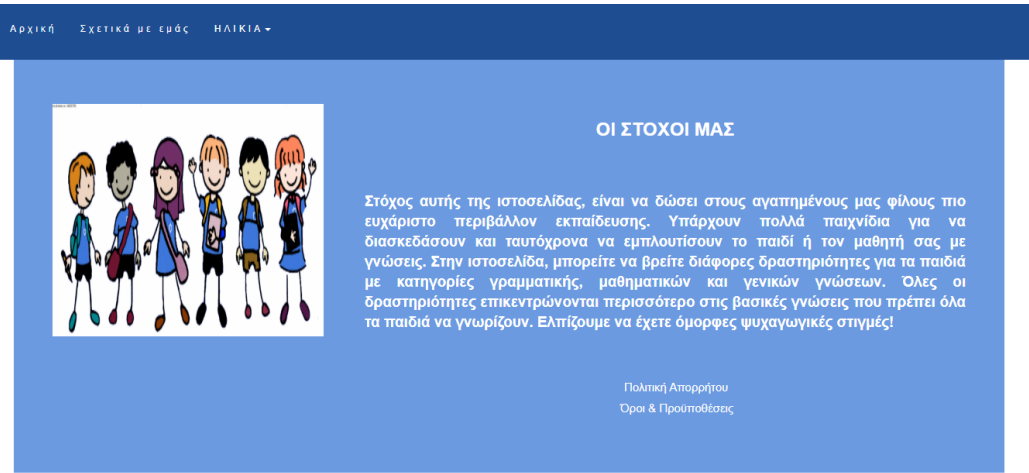 Αρχική Σχετικά με εμάς ΗΛΙΚΙΑ
ΟΙ ΣΤΟΧΟΙ ΜΑΣ
Στόχος αυτής της ιστοσελίδας, είναι να δώσει στους αγαπημένους μας φίλους πιο
ευχάριστο περιβάλλον εκπαίδευσης. Υπάρχουν πολλά παιχνίδια για να
διασκεδάσουν και ταυτόχρονα να εμπλουτίσουν το παιδί ή τον μαθητή σας με
γνώσεις. Στην ιστοσελίδα, μπορείτε να βρείτε διάφορες δραστηριότητες για τα παιδιά
με κατηγορίες γραμματικής, μαθηματικών και γενικών γνώσεων. Όλες οι
δραστηριότητες επικεντρώνονται περισσότερο στις βασικές γνώσεις που πρέπει όλα
τα παιδιά να γνωρίζουν. Ελπίζουμε να έχετε όμορφες ψυχαγωγικές στιγμές!
Πολιτική Απορρήτου
Όροι & Προϋποθέσεις